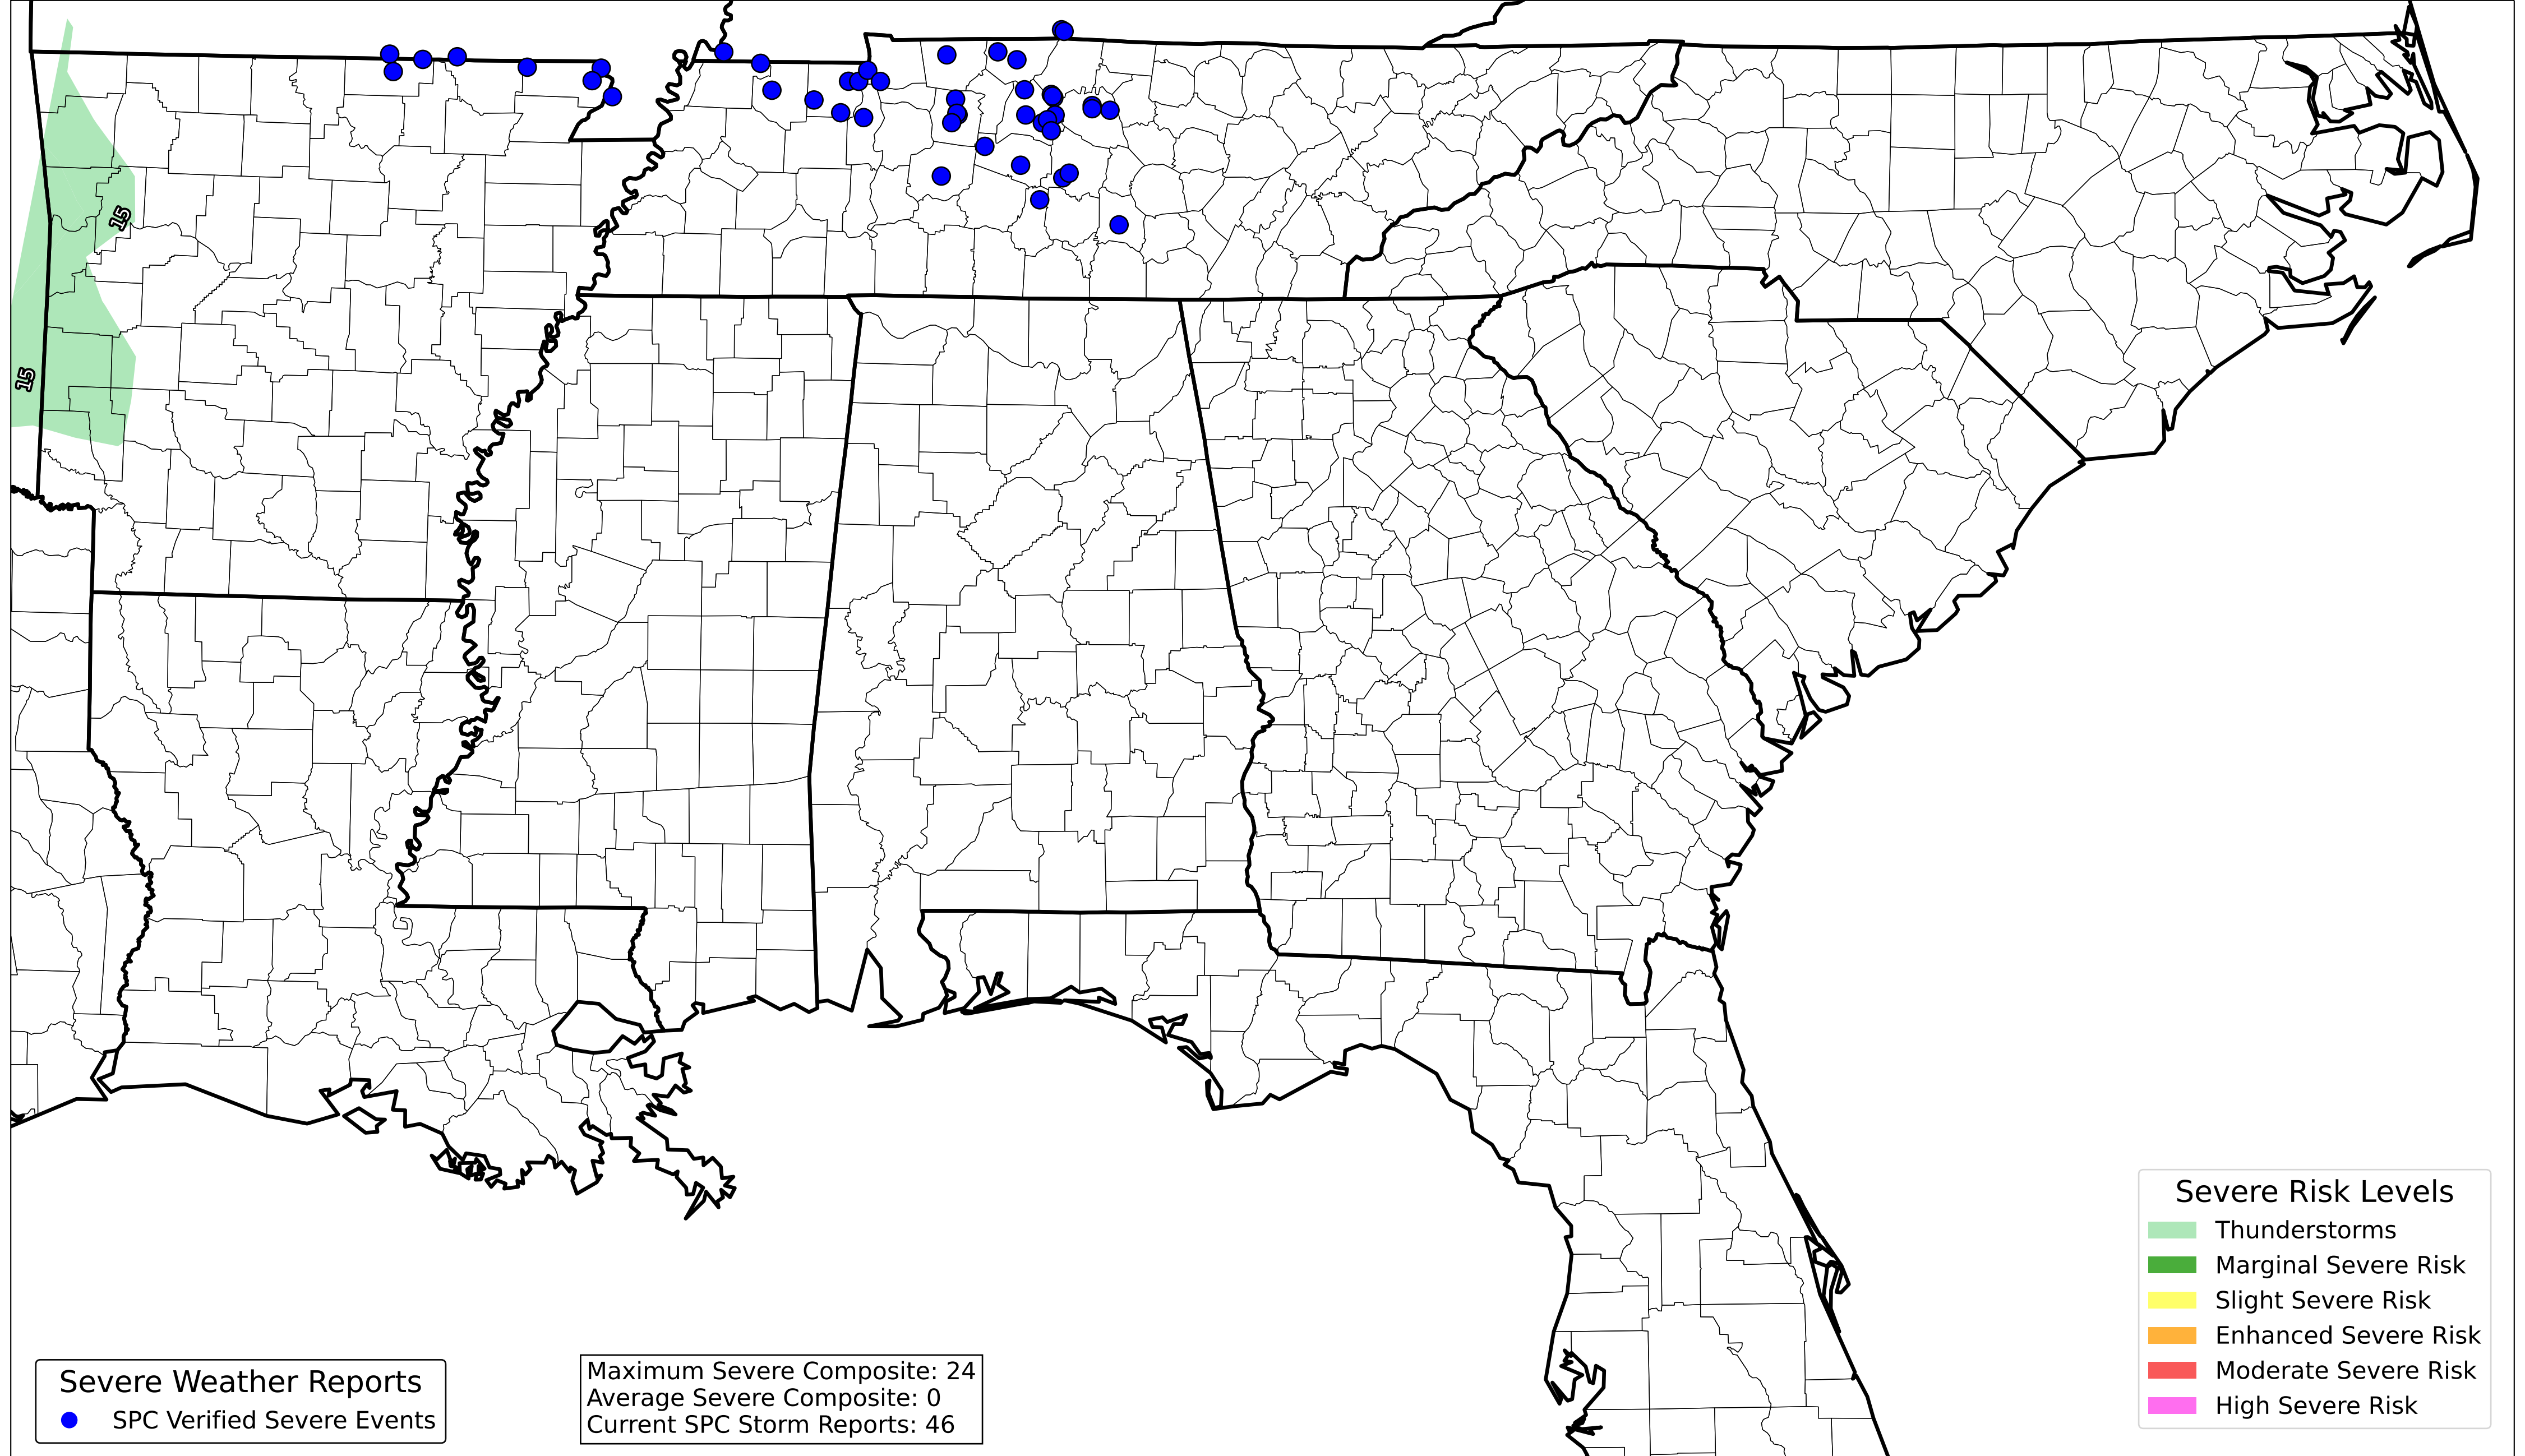 15
15
Severe Weather Reports
SPC Verified Severe Events
Maximum Severe Composite: 24
Average Severe Composite: 0
Current SPC Storm Reports: 46
Severe Risk Levels
Thunderstorms
Marginal Severe Risk
Slight Severe Risk
Enhanced Severe Risk
Moderate Severe Risk
High Severe Risk